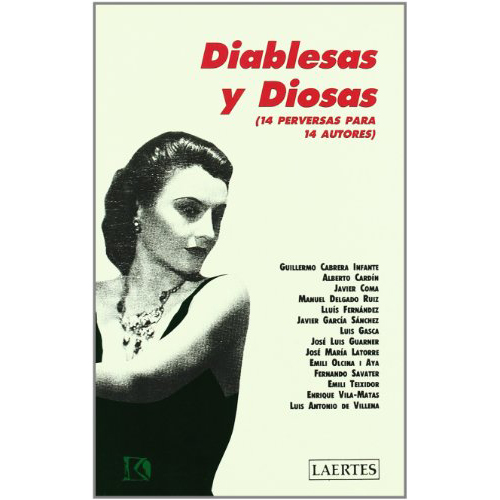 Diablesas
y Diosas
(14 PERVERSAS PARA
14 AUTORES)
GUILLERMO CABRERA INFANTE
ALBERTO CARDÍN
JAVIER COMA
MANUEL DELGADO RUIZ
LLUÍS FERNÁNDEZ
JAVIER GARCÍA SÁNCHEZ
LUIS GASCA
JOSÉ LUIS GUARNER
JOSÉ MARÍA LATORRE
EMILI OLCINA I AYA
FERNANDO SAVATER
EMILI TEIXIDOR
ENRIQUE VILA-MATAS
LUIS ANTONIO DE VILLENA
K
LAERTES